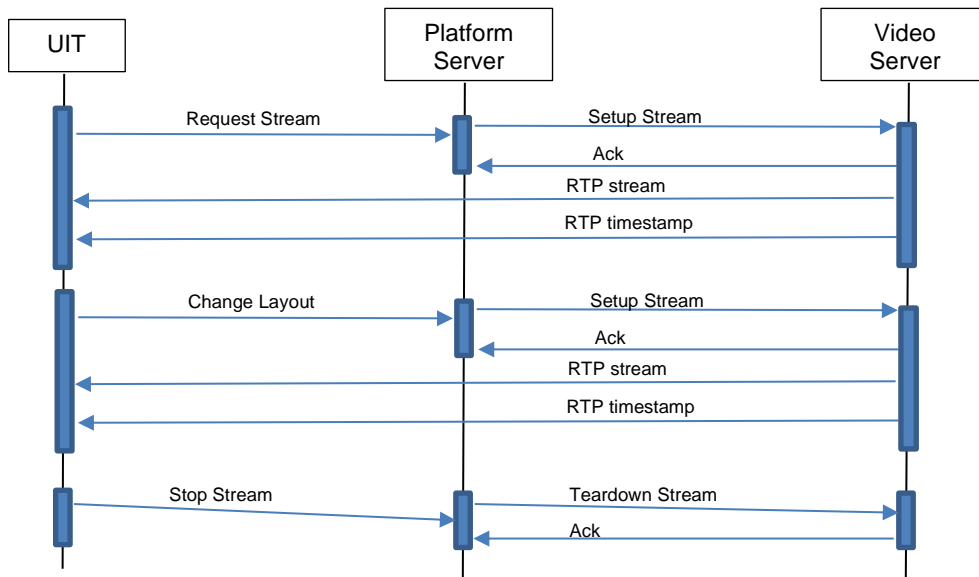 UIT
Platform
Server
Video
Server
Request Stream
Setup Stream
Ack
RTP stream
RTP timestamp
Change Layout
Setup Stream
Ack
RTP stream
RTP timestamp
Stop Stream
Teardown Stream
Ack